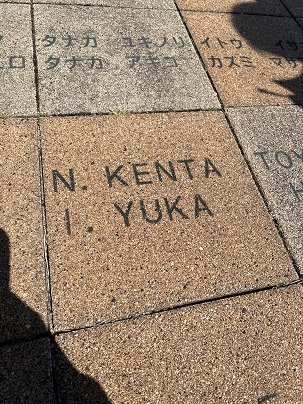 タナカ ユキノリ
タナカ アキコ
イトウ
カズミ
N. KENTA
I. YUKA
TOY